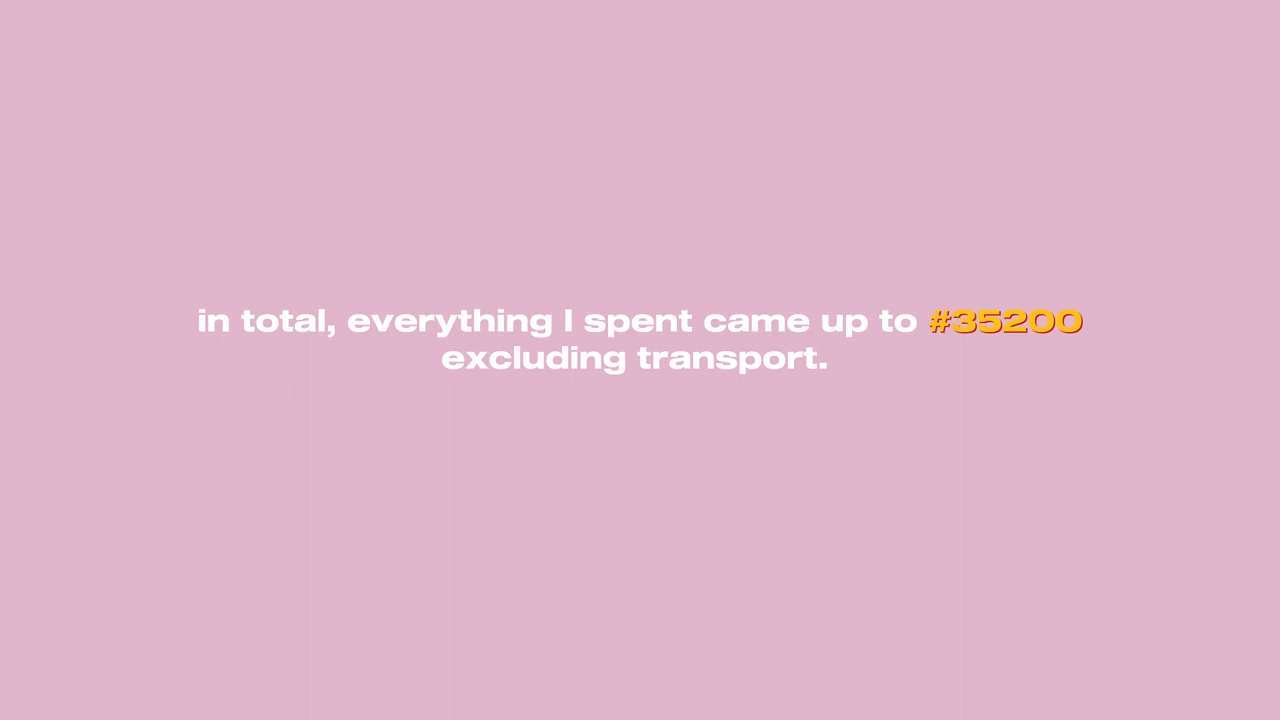 in total, everything I spent came up to #35200
excluding transport.